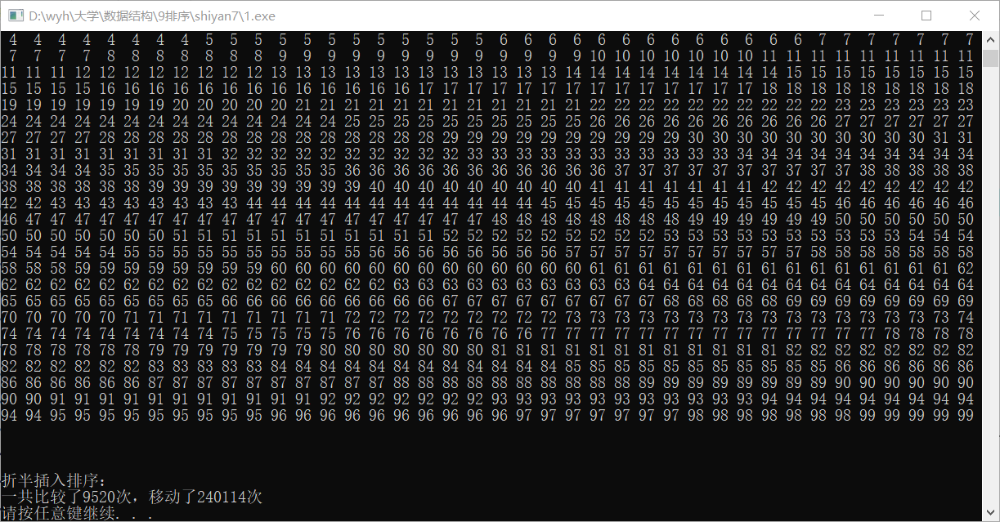 D:\wyh\大学\数据结构\9排序\shiyan7\1.exe
4 4 4 4 4 4 4 4 5 5 5 5 5 5 5 5 5 5 5 5 6 6 6 6 6 6 6 6 6 6 6 6 6 7 7 7 7 7 7 7
7 7 7 7 8 8 8 8 8 8 8 9 9 9 9 9 9 9 9 9 9 9 9 9 10 10 10 10 10 10 10 11 11 11 11 11 11 11 11 11
11 11 11 12 12 12 12 12 12 12 12 13 13 13 13 13 13 13 13 13 13 13 13 14 14 14 14 14 14 14 14 14 15 15 15 15 15 15 15 15
15 15 15 15 16 16 16 16 16 16 16 16 16 16 16 16 16 17 17 17 17 17 17 17 17 17 17 17 17 17 17 18 18 18 18 18 18 18 18 18
19 19 19 19 19 19 19 20 20 20 20 20 21 21 21 21 21 21 21 21 21 21 21 21 22 22 22 22 22 22 22 22 22 22 23 23 23 23 23 23
24 24 24 24 24 24 24 24 24 24 24 24 24 24 25 25 25 25 25 25 25 25 25 25 26 26 26 26 26 26 26 26 26 26 27 27 27 27 27 27
27 27 27 27 28 28 28 28 28 28 28 28 28 28 28 28 28 28 29 29 29 29 29 29 29 29 29 29 30 30 30 30 30 30 30 30 30 30 31 31
31 31 31 31 31 31 31 31 31 32 32 32 32 32 32 32 32 32 32 33 33 33 33 33 33 33 33 33 33 33 34 34 34 34 34 34 34 34 34 34
34 34 34 34 35 35 35 35 35 35 35 35 35 35 36 36 36 36 36 36 36 36 36 36 36 37 37 37 37 37 37 37 37 37 37 38 38 38 38 38
38 38 38 38 38 38 39 39 39 39 39 39 39 39 39 40 40 40 40 40 40 40 40 40 41 41 41 41 41 41 41 42 42 42 42 42 42 42 42 42
42 42 43 43 43 43 43 43 43 43 44 44 44 44 44 44 44 44 44 44 44 44 45 45 45 45 45 45 45 45 45 45 45 45 46 46 46 46 46 46
46 47 47 47 47 47 47 47 47 47 47 47 47 47 47 47 47 47 47 47 48 48 48 48 48 48 48 48 49 49 49 49 49 49 50 50 50 50 50 50
50 50 50 50 50 50 50 51 51 51 51 51 51 51 51 51 51 51 52 52 52 52 52 52 52 52 52 53 53 53 53 53 53 53 53 53 53 54 54 54
54 54 54 54 54 55 55 55 55 55 55 55 55 55 55 56 56 56 56 56 56 56 56 57 57 57 57 57 57 57 57 57 57 58 58 58 58 58 58 58
58 58 58 59 59 59 59 59 59 59 59 60 60 60 60 60 60 60 60 60 60 60 60 60 61 61 61 61 61 61 61 61 61 61 61 61 61 61 61 62
62 62 62 62 62 62 62 62 62 62 62 62 62 62 62 62 63 63 63 63 63 63 63 63 63 63 64 64 64 64 64 64 64 64 64 64 64 64 64 64
65 65 65 65 65 65 65 65 65 66 66 66 66 66 66 66 66 66 67 67 67 67 67 67 67 67 67 68 68 68 68 68 69 69 69 69 69 69 69 69
70 70 70 70 70 71 71 71 71 71 71 71 71 71 72 72 72 72 72 72 72 72 72 73 73 73 73 73 73 73 73 73 73 73 73 73 73 73 73 74
74 74 74 74 74 74 74 74 74 75 75 75 75 75 76 76 76 76 76 76 76 76 77 77 77 77 77 77 77 77 77 77 77 77 77 77 78 78 78 78
78 78 78 78 78 78 79 79 79 79 79 79 79 80 80 80 80 80 80 80 81 81 81 81 81 81 81 81 81 81 81 81 82 82 82 82 82 82 82 82
82 82 82 82 82 82 83 83 83 83 83 84 84 84 84 84 84 84 84 84 84 84 84 85 85 85 85 85 85 85 85 85 85 85 86 86 86 86 86 86
86 86 86 86 86 86 87 87 87 87 87 87 87 87 87 87 88 88 88 88 88 88 88 88 88 88 89 89 89 89 89 89 89 89 90 90 90 90 90 90
90 90 91 91 91 91 91 91 91 91 91 91 91 92 92 92 92 92 92 92 93 93 93 93 93 93 93 93 93 93 93 94 94 94 94 94 94 94 94 94
94 94 95 95 95 95 95 95 95 95 95 96 96 96 96 96 96 96 96 96 96 97 97 97 97 97 97 97 98 98 98 98 98 98 98 99 99 99 99 99
折半插入排序:
一共比较了9520次，移动了240114次
请按任意键继续. . .